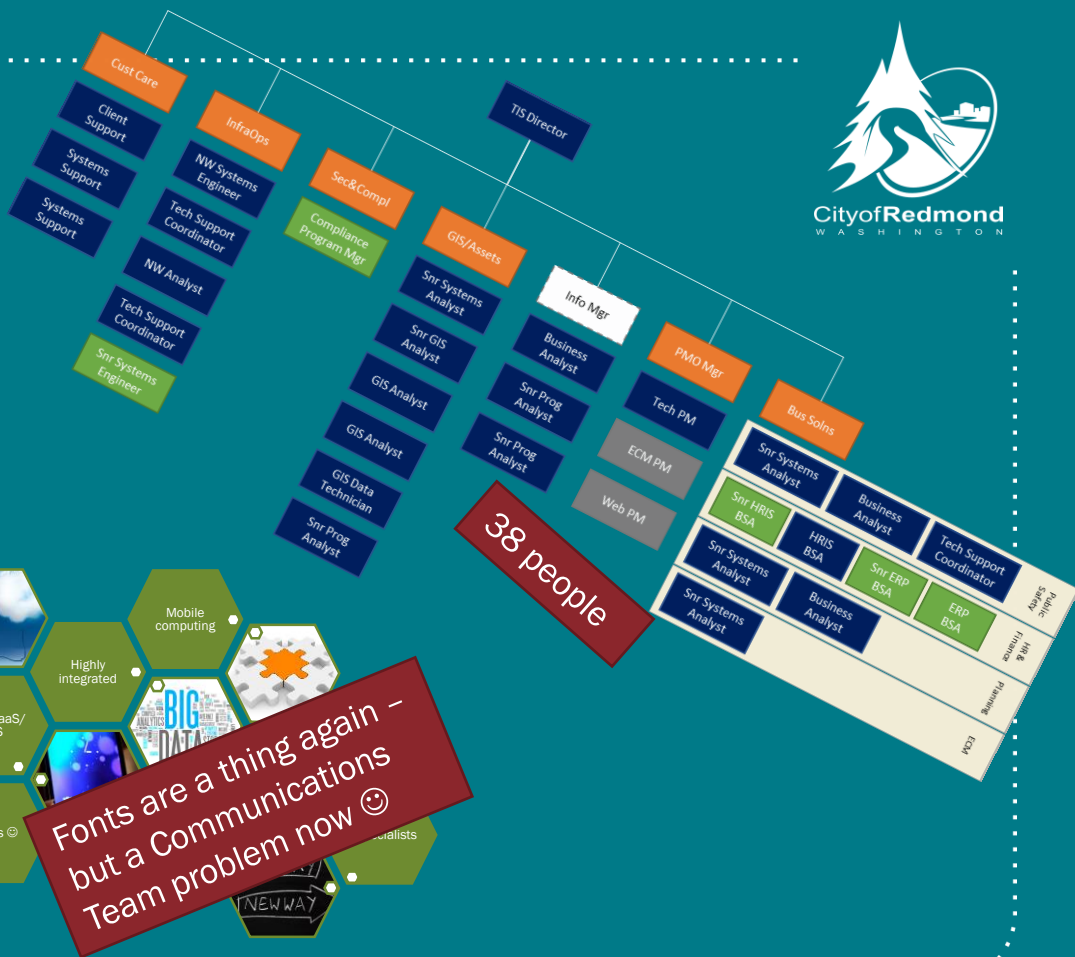 CityofRedmond
WASHINGTON
TIS Director
Cust Care
Client
Support
Systems
Support
Systems
Support
InfraOps
NW Systems
Engineer
Tech Support
Coordinator
NW Analyst
Tech Support
Coordinator
Snr Systems
Engineer
Sec&Compl
Compliance
Program Mgr
GIS/Assets
Snr Systems
Analyst
Snr GIS
Analyst
GIS Analyst
GIS Analyst
GIS Data
Technician
Snr Prog
Analyst
Info Mgr
Business
Analyst
Snr Prog
Analyst
Snr Prog
Analyst
PMO Mgr
Tech PM
ECM PM
Web PM
Bus Solns
Snr Systems
Analyst
Business
Analyst
Tech Support
Coordinator
Public
Safety
Snr HRIS
BSA
HRIS
BSA
Snr ERP
BSA
ERP
BSA
HR &
Finance
Snr Systems
Analyst
Business
Analyst
Planning
Snr Systems
Analyst
ECM
38 people
Mobile
computing
Highly
integrated
BIG
DATA
ANALYTICS
aaS/
S
s ☺
Fonts are a thing again –
but a Communications
Team problem now ☺
cialists
NEW WAY